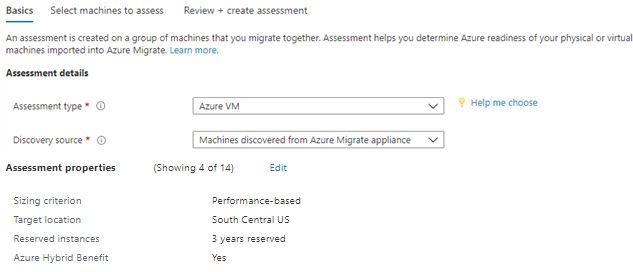 Basics Select machines to assess Review + create assessment
An assessment is created on a group of machines that you migrate together. Assessment helps you determine Azure readiness of your physical or virtual
machines imported into Azure Migrate. Learn more.
Assessment details
Assessment type * Azure VM Help me choose
Discovery source * Machines discovered from Azure Migrate appliance
Assessment properties (Showing 4 of 14) Edit
Sizing criterion Performance-based
Target location South Central US
Reserved instances 3 years reserved
Azure Hybrid Benefit Yes